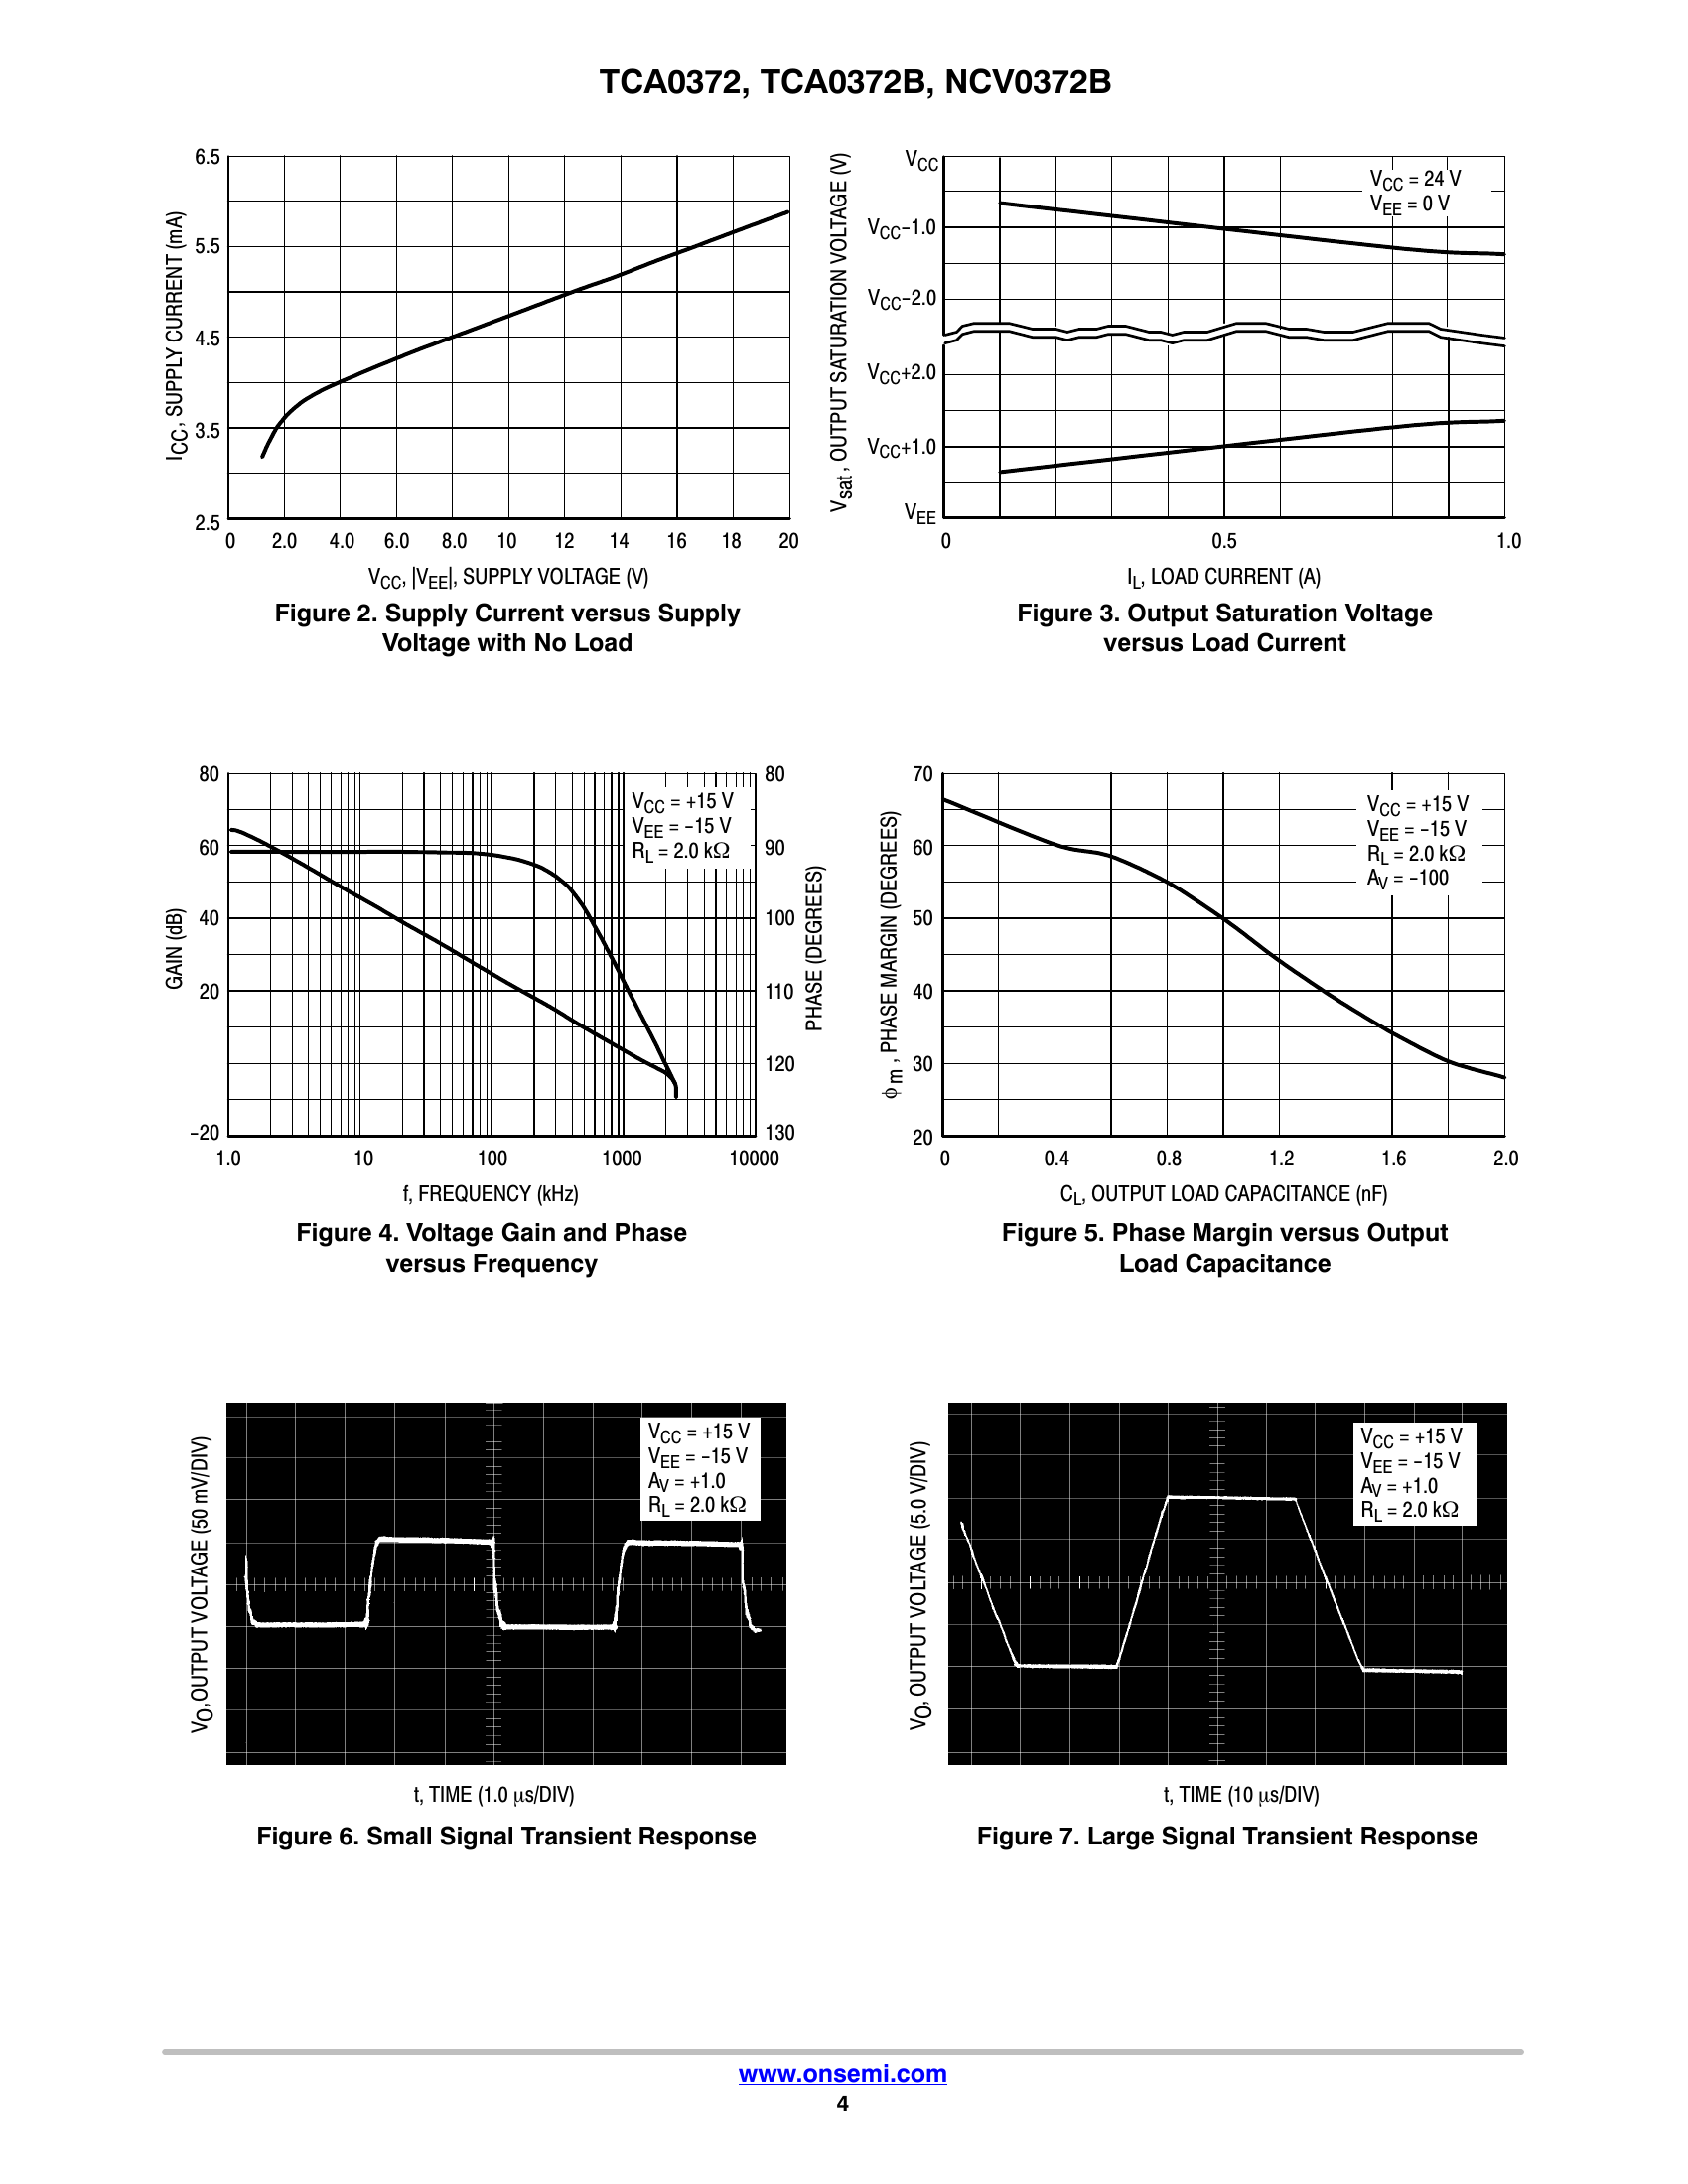 TCA0372, TCA0372B, NCV0372B
6.5
5.5
4.5
3.5
2.5
ICC, SUPPLY CURRENT (mA)
0 2.0 4.0 6.0 8.0 10 12 14 16 18 20
VCC, |VEE|, SUPPLY VOLTAGE (V)
Figure 2. Supply Current versus Supply
Voltage with No Load
Vsat, OUTPUT SATURATION VOLTAGE (V)
VCC
VCC−1.0
VCC−2.0
VCC+2.0
VCC+1.0
VEE
VCC = 24 V
VEE = 0 V
0 0.5 1.0
IL, LOAD CURRENT (A)
Figure 3. Output Saturation Voltage
versus Load Current
GAIN (dB)
80
60
40
20
−20
VCC = +15 V
VEE = −15 V
RL = 2.0 kΩ
80
90
100
110
120
130
PHASE (DEGREES)
1.0 10 100 1000 10000
f, FREQUENCY (kHz)
Figure 4. Voltage Gain and Phase
versus Frequency
ϕm, PHASE MARGIN (DEGREES)
70
60
50
40
30
20
VCC = +15 V
VEE = −15 V
RL = 2.0 kΩ
AV = −100
0 0.4 0.8 1.2 1.6 2.0
CL, OUTPUT LOAD CAPACITANCE (nF)
Figure 5. Phase Margin versus Output
Load Capacitance
VO, OUTPUT VOLTAGE (50 mV/DIV)
VCC = +15 V
VEE = −15 V
AV = +1.0
RL = 2.0 kΩ
t, TIME (1.0 μs/DIV)
Figure 6. Small Signal Transient Response
VO, OUTPUT VOLTAGE (5.0 V/DIV)
VCC = +15 V
VEE = −15 V
AV = +1.0
RL = 2.0 kΩ
t, TIME (10 μs/DIV)
Figure 7. Large Signal Transient Response
www.onsemi.com
4